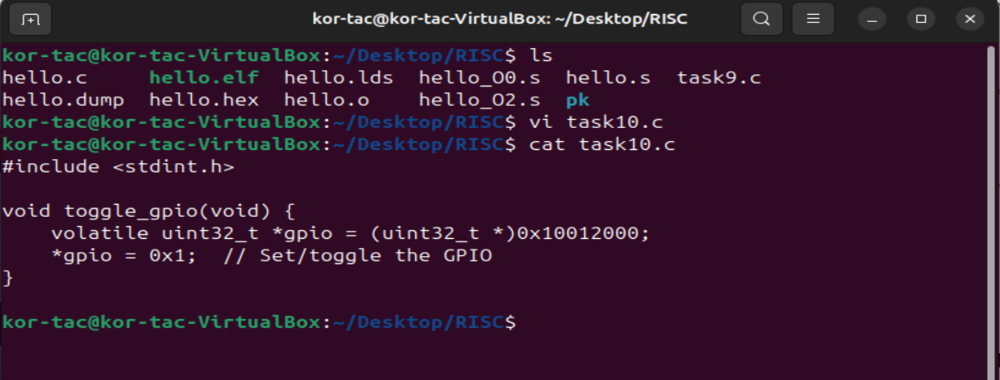 kor-tac@kor-tac-VirtualBox: ~/Desktop/RISC
kor-tac@kor-tac-VirtualBox:~/Desktop/RISC$ ls
hello.c     hello.elf  hello.lds  hello_O0.s  hello.s  task9.c
hello.dump  hello.hex  hello.o    hello_O2.s  pk
kor-tac@kor-tac-VirtualBox:~/Desktop/RISC$ vi task10.c
kor-tac@kor-tac-VirtualBox:~/Desktop/RISC$ cat task10.c
#include <stdint.h>

void toggle_gpio(void) {
    volatile uint32_t *gpio = (uint32_t *)0x10012000;
    *gpio = 0x1;  // Set/toggle the GPIO
}

kor-tac@kor-tac-VirtualBox:~/Desktop/RISC$